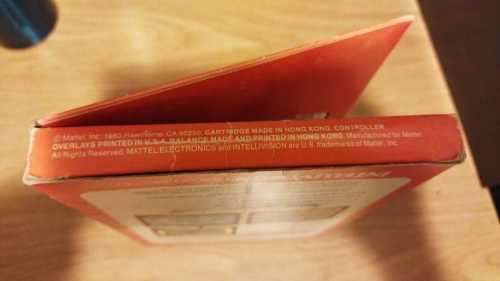 © Mattel, Inc. 1980 Hawthorne, CA 90250. CARTRIDGE MADE IN HONG KONG. CONTROLLER
OVERLAYS PRINTED IN U.S.A. BALANCE MADE AND PRINTED IN HONG KONG. Manufactured for Mattel.
All Rights Reserved. MATTEL ELECTRONICS and INTELLIVISION are U.S. trademarks of Mattel, Inc.